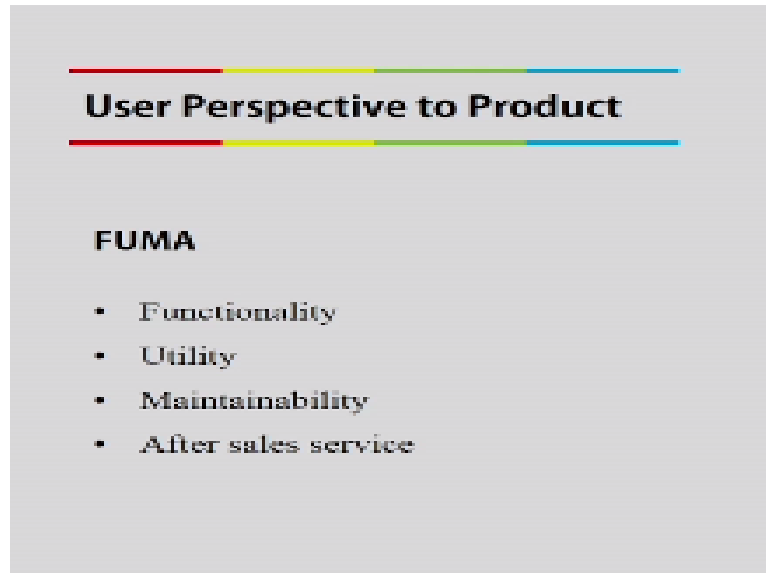 User Perspective to Product
FUMA
• Functionality
• Utility
• Maintainability
• After sales service